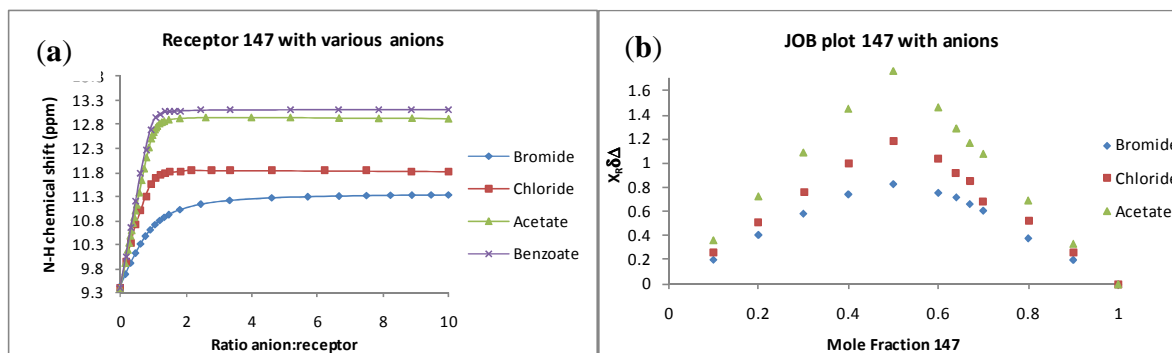 (a)
Receptor 147 with various anions
N-H chemical shift (ppm)
13.3
12.8
12.3
11.8
11.3
10.8
10.3
9.8
9.3
0 2 4 6 8 10
Ratio anion:receptor
Bromide
Chloride
Acetate
Benzoate
(b)
JOB plot 147 with anions
XRδΔ
1.6
1.4
1.2
1
0.8
0.6
0.4
0.2
0
0 0.2 0.4 0.6 0.8 1
Mole Fraction 147
Bromide
Chloride
Acetate